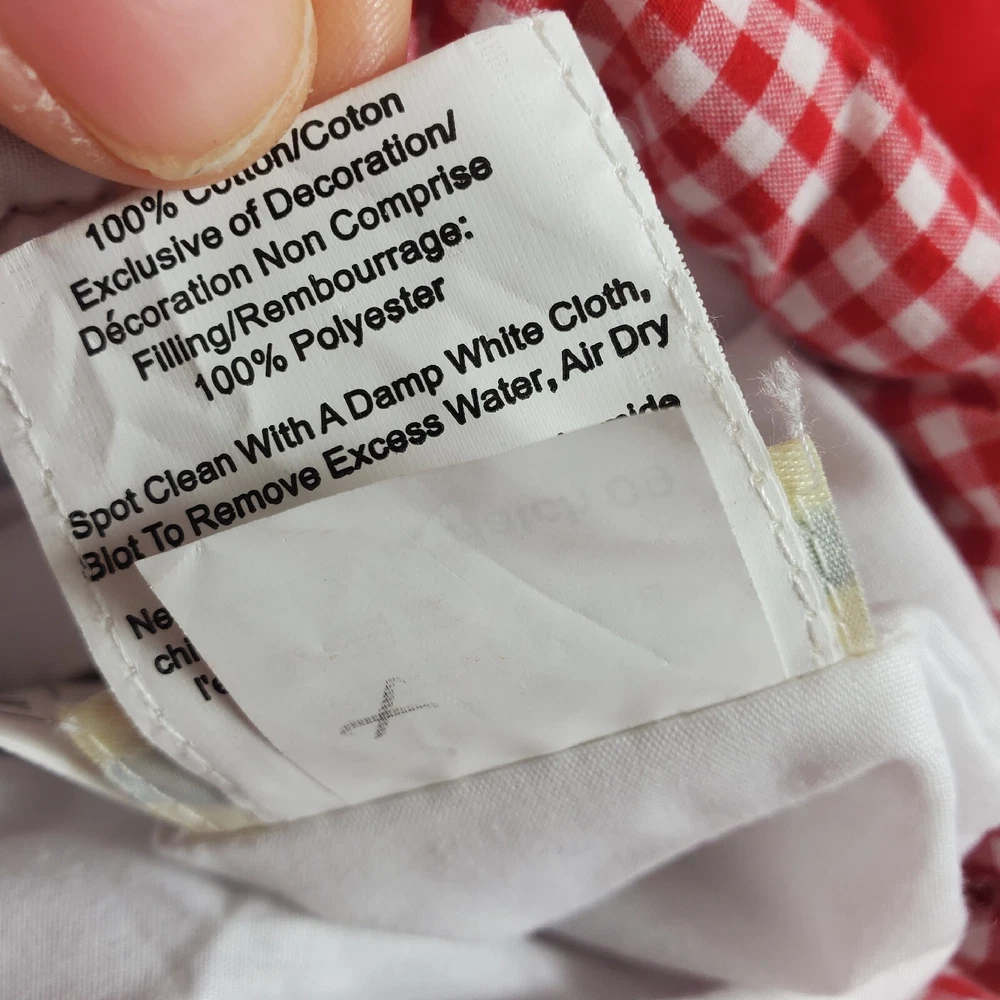 100% Cotton/Coton
Exclusive of Decoration/
Décoration Non Comprise
Filling/Rembourrage:
100% Polyester
Spot Clean With A Damp White Cloth,
Blot To Remove Excess Water, Air Dry